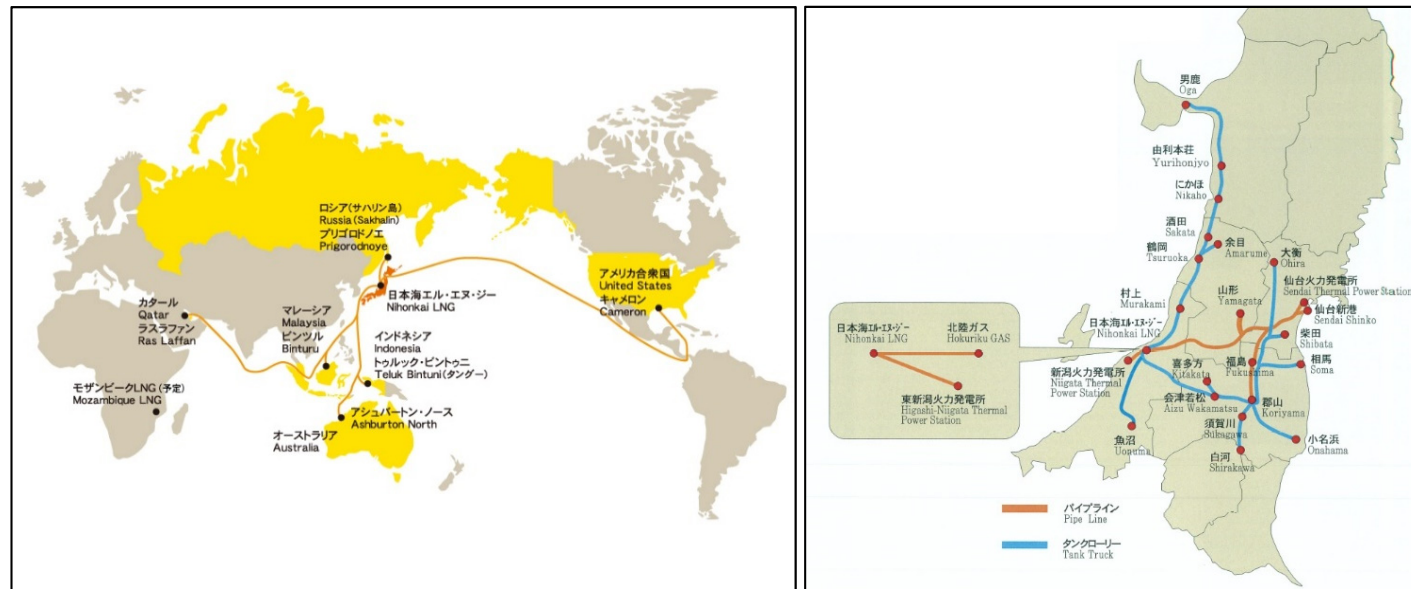 ロシア(サハリン島)
Russia(Sakhalin)
プリゴロドノエ
Prigorodnoye
アメリカ合衆国
United States
キャメロン
Cameron
日本海エル・エヌ・ジー
Nihonkai LNG
カタール
Qatar
ラスラファン
Ras Laffan
マレーシア
Malaysia
ビンツル
Binturu
インドネシア
Indonesia
トゥルック・ビントゥニ
Teluk Bintuni(タングー)
モザンビークLNG(予定)
Mozambique LNG
アシュバートン・ノース
Ashburton North
オーストラリア
Australia
男鹿
Oga
由利本荘
Yurihonjyo
にかほ
Nikaho
酒田
Sakata
余目
Amarume
鶴岡
Tsuruoka
大衡
Ohira
仙台火力発電所
Sendai Thermal Power Station
山形
Yamagata
仙台新港
Sendai Shinko
村上
Murakami
柴田
Shibata
日本海エル・エヌ・ジー
Nihonkai LNG
相馬
Soma
福島
Fukushima
喜多方
Kitakata
新潟火力発電所
Niigata Thermal
Power Station
会津若松
Aizu Wakamatsu
郡山
Koriyama
須賀川
Sukagawa
魚沼
Uonuma
小名浜
Onahama
白河
Shirakawa
日本海エル・エヌ・ジー
Nihonkai LNG
北陸ガス
Hokuriku GAS
東新潟火力発電所
Higashi-Niigata Thermal
Power Station
パイプライン
Pipe Line
タンクローリー
Tank Truck